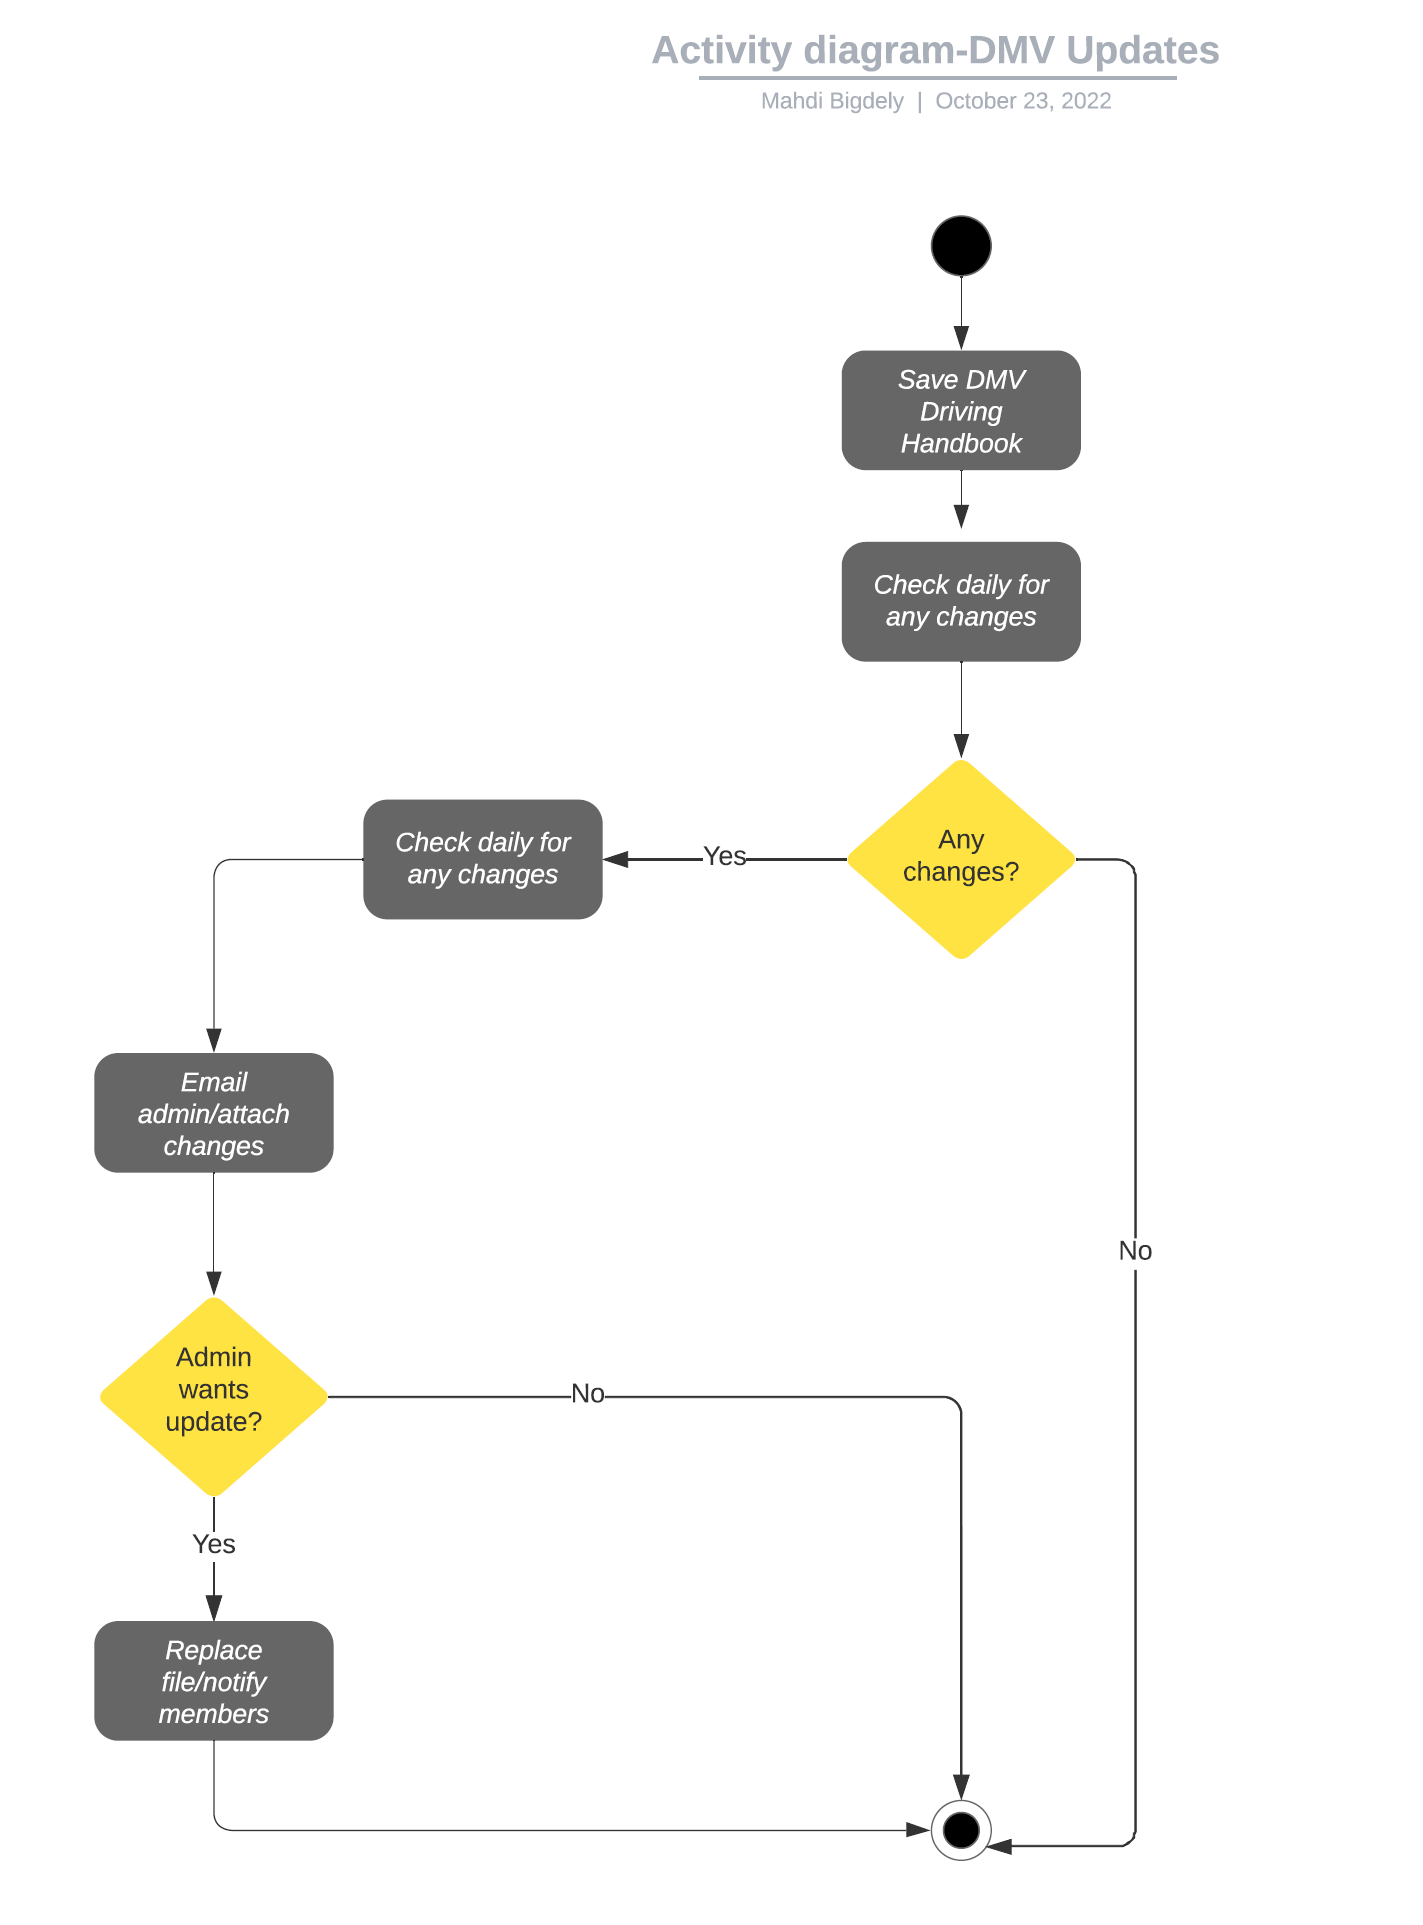 Activity diagram-DMV Updates
Mahdi Bigdely | October 23, 2022
Save DMV
Driving
Handbook
Check daily for
any changes
Any
changes?
Yes
Check daily for
any changes
Email
admin/attach
changes
No
Admin
wants
update?
No
Yes
Replace
file/notify
members